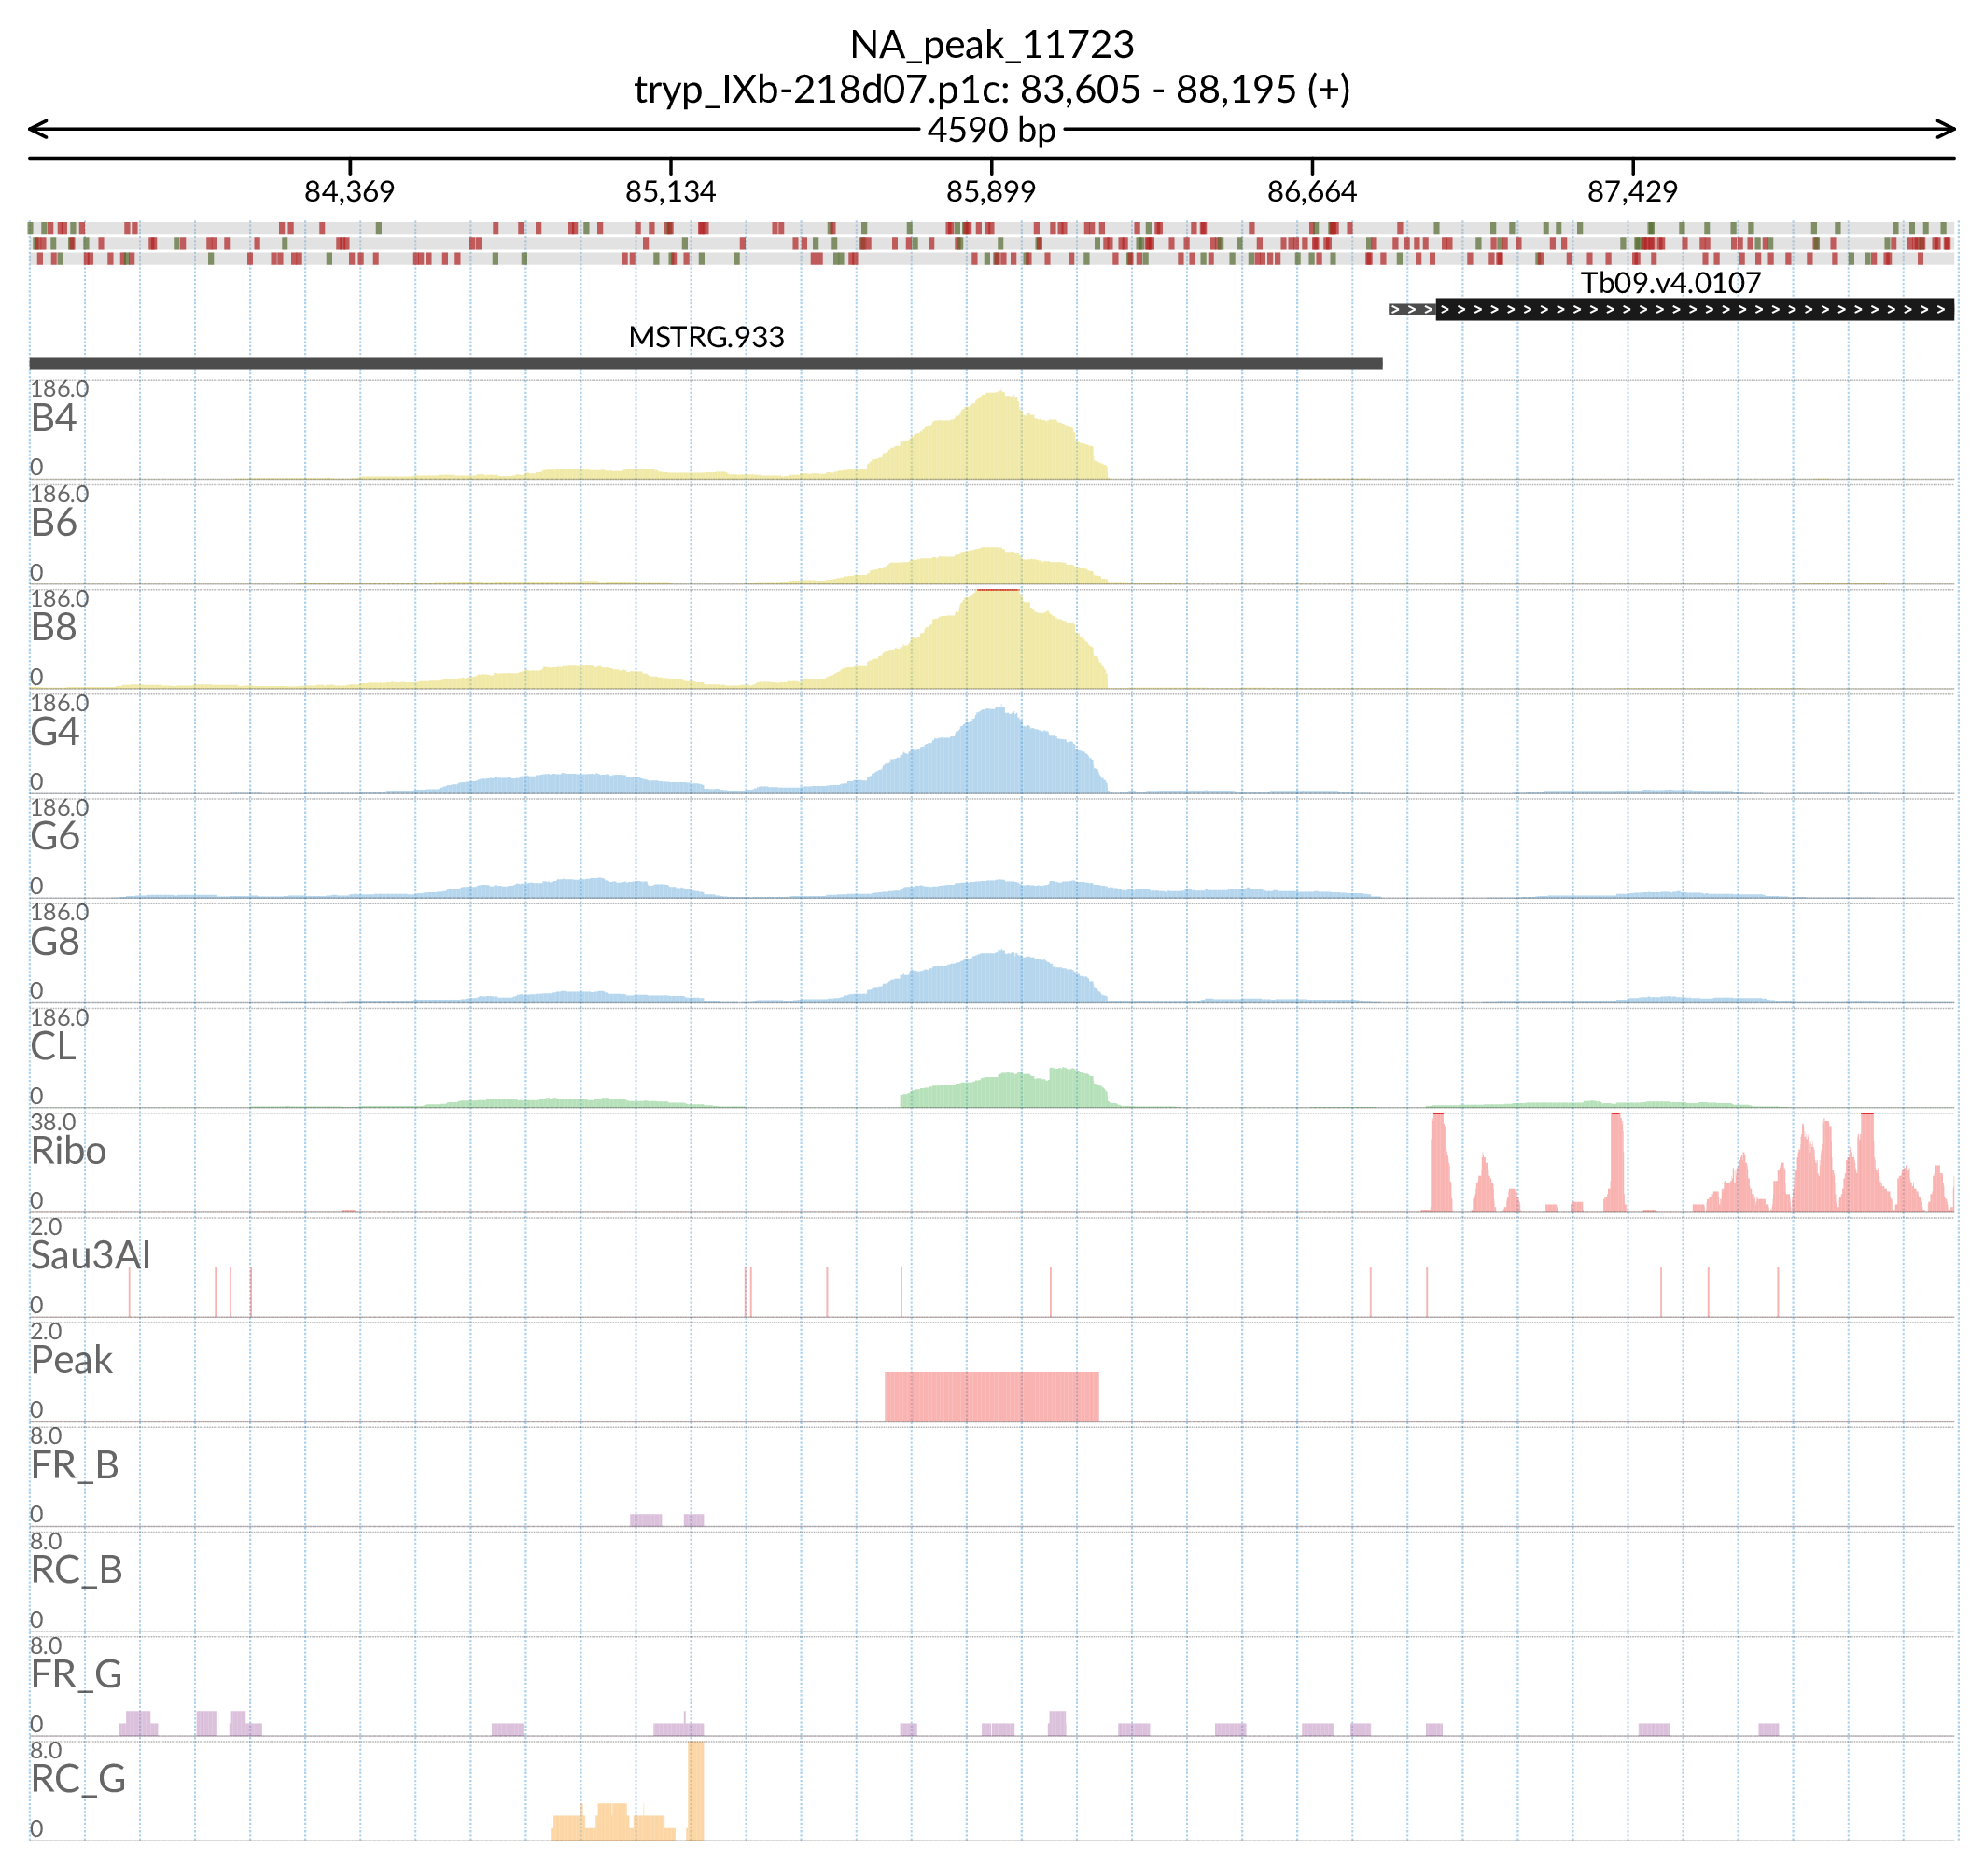 NA_peak_11723
tryp_IXb-218d07.p1c: 83,605 - 88,195 (+)
4590 bp
84,369 85,134 85,899 86,664 87,429
Tb09.v4.0107
MSTRG.933
186.0
B4
0
186.0
B6
0
186.0
B8
0
186.0
G4
0
186.0
G6
0
186.0
G8
0
186.0
CL
0
38.0
Ribo
0
2.0
Sau3AI
0
2.0
Peak
0
8.0
FR_B
0
8.0
RC_B
0
8.0
FR_G
0
8.0
RC_G
0